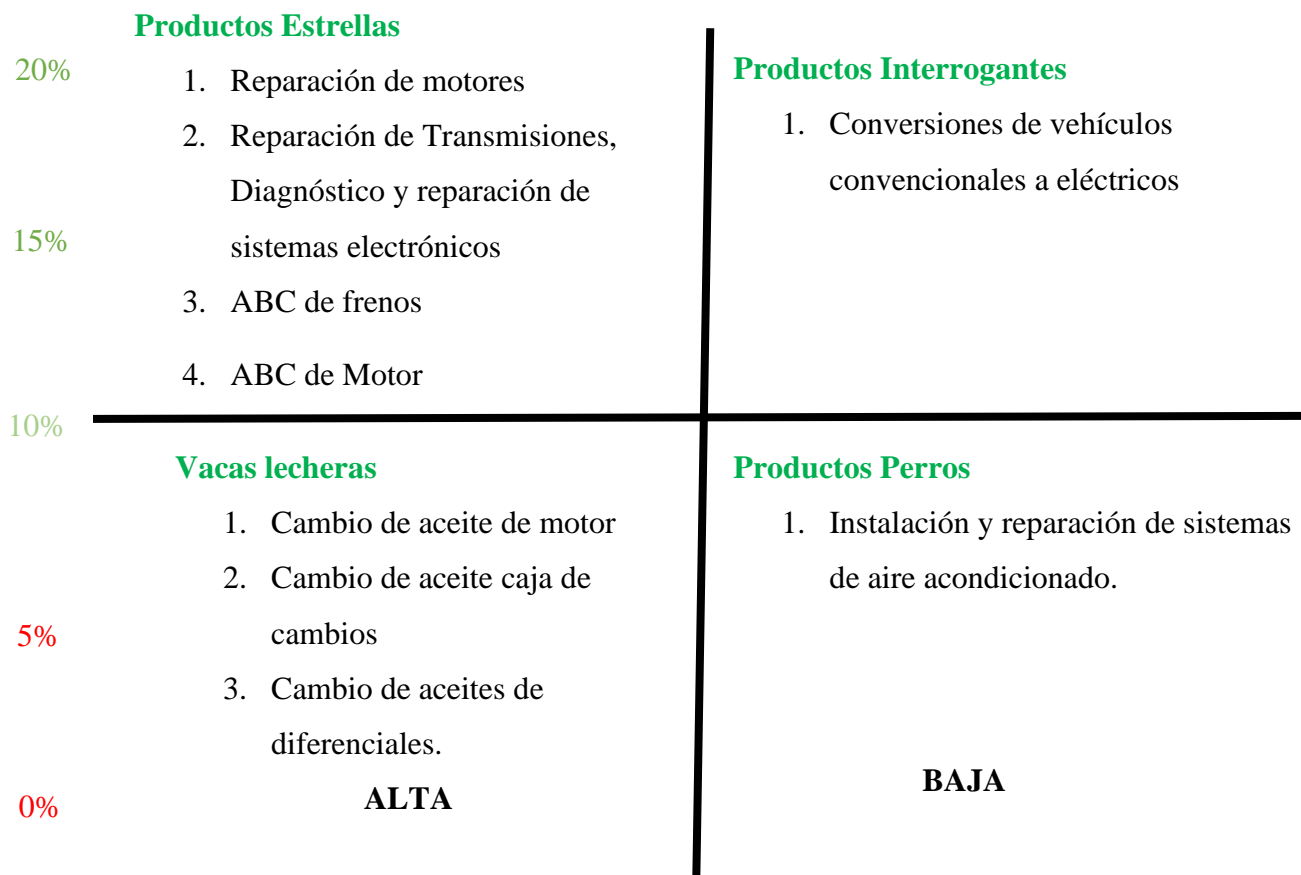 Productos Estrellas
20%
1. Reparación de motores
2. Reparación de Transmisiones,
Diagnóstico y reparación de
15%
sistemas electrónicos
3. ABC de frenos
4. ABC de Motor
10%
Productos Interrogantes
1. Conversiones de vehículos
convencionales a eléctricos
Vacas lecheras
1. Cambio de aceite de motor
2. Cambio de aceite caja de
cambios
5%
3. Cambio de aceites de
diferenciales.
ALTA
0%
Productos Perros
1. Instalación y reparación de sistemas
de aire acondicionado.
BAJA